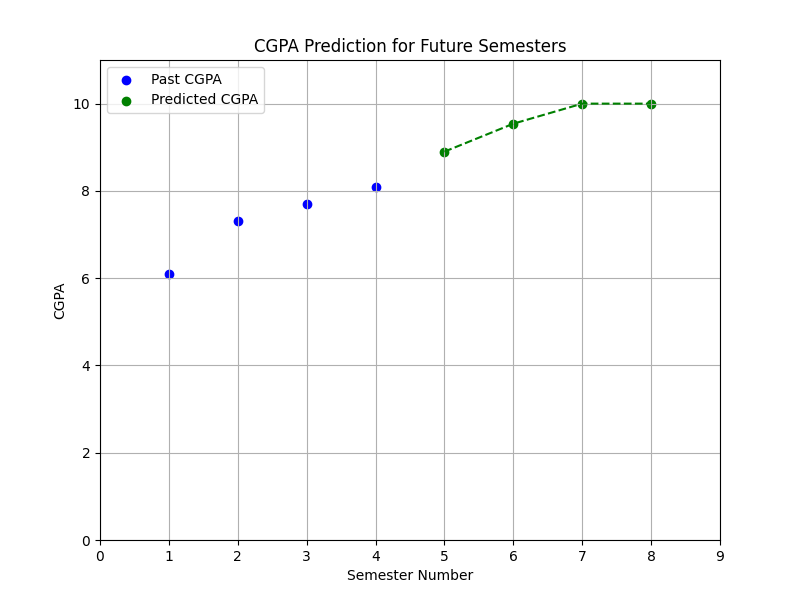 CGPA Prediction for Future Semesters
Past CGPA
Predicted CGPA
10
8
6
4
2
0
CGPA
0 1 2 3 4 5 6 7 8 9
Semester Number